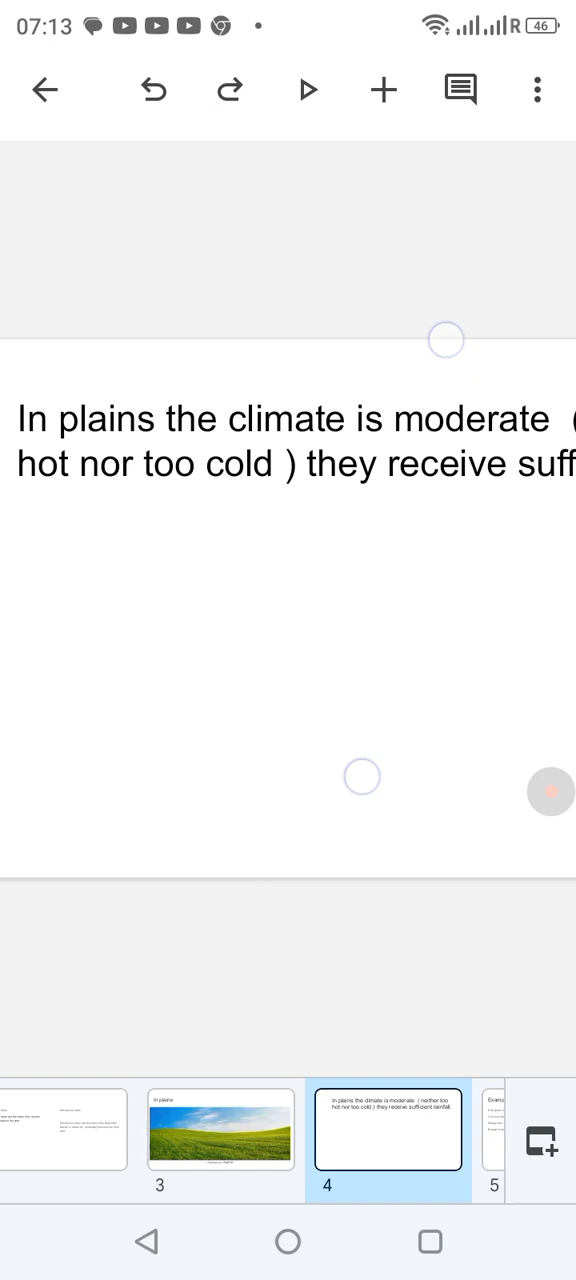 07:13
R 46
In plains the climate is moderate (
hot nor too cold ) they receive suff
In plains
In plains the climate is moderate ( neither too
hot nor too cold ) they receive sufficient rainfall.
Examp
3
4
5